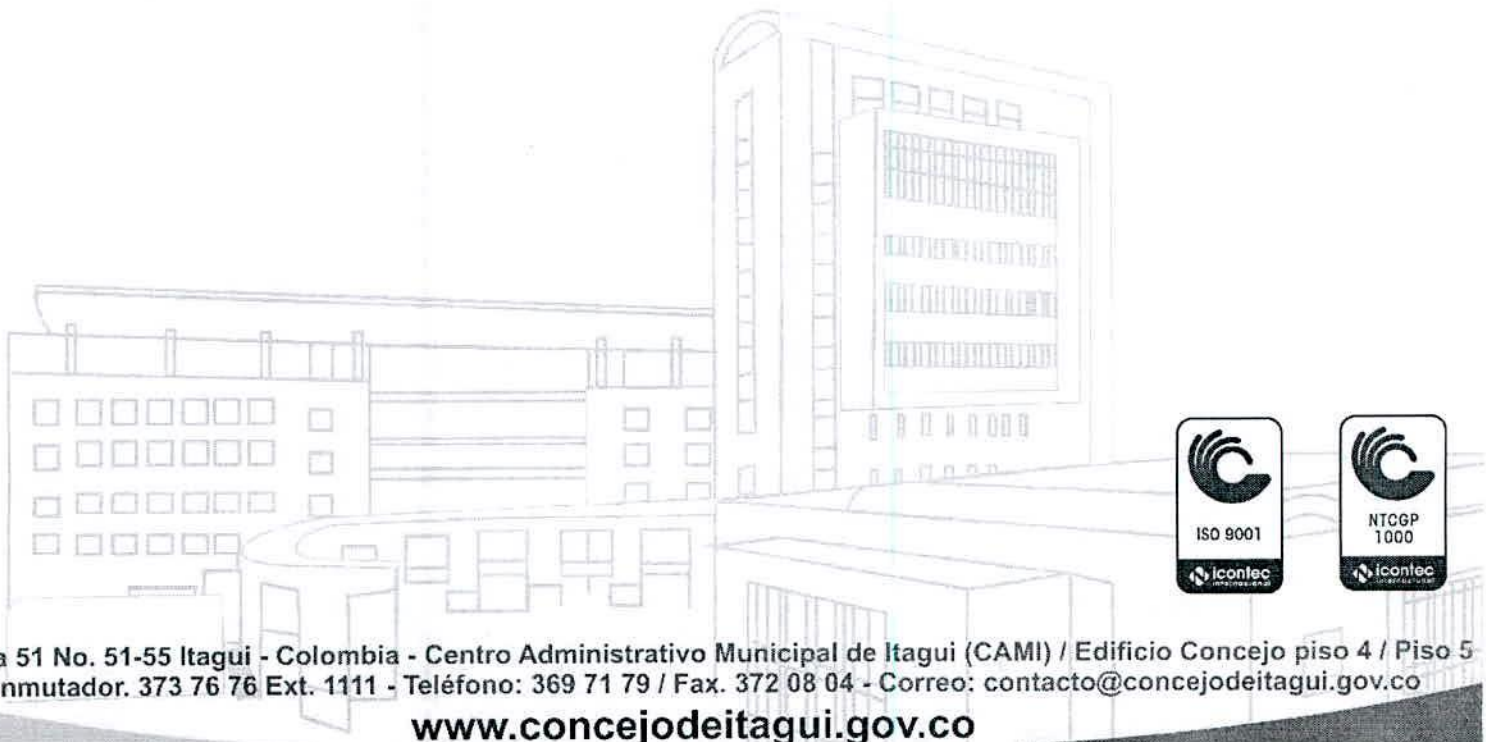 ISO 9001
icontec
internacional
NTCGP
1000
icontec
internacional
a 51 No. 51-55 Itagui - Colombia - Centro Administrativo Municipal de Itagui (CAMI) / Edificio Concejo piso 4 / Piso 5
nmutador. 373 76 76 Ext. 1111 - Teléfono: 369 71 79 / Fax. 372 08 04 - Correo: contacto@concejodeitagui.gov.co
www.concejodeitagui.gov.co